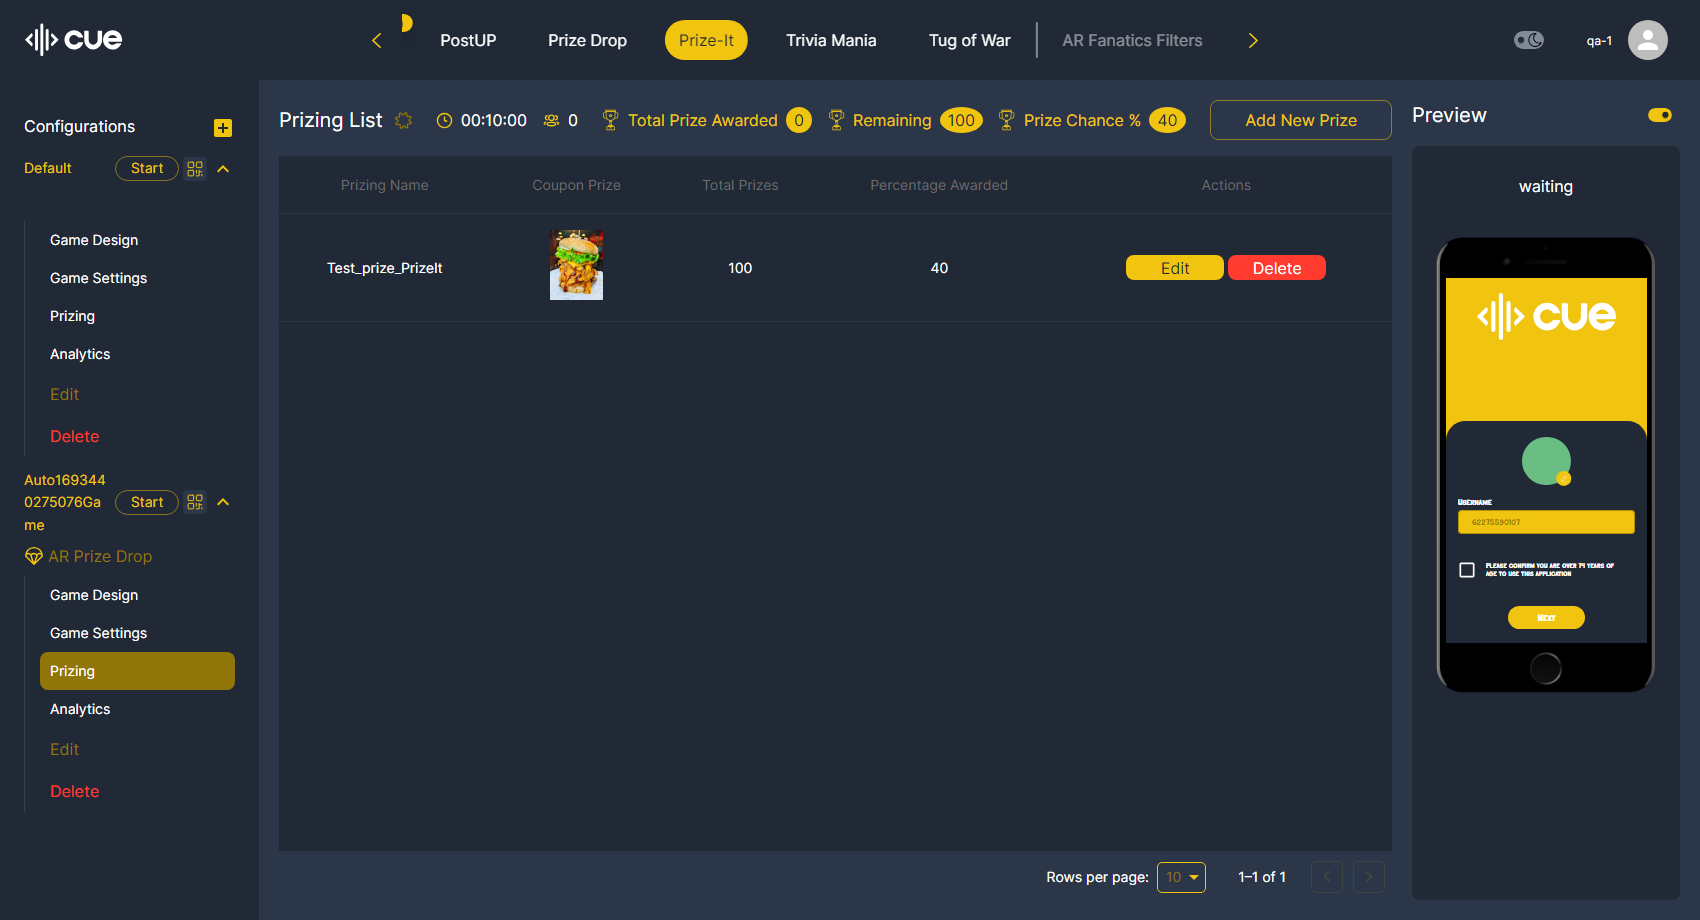 cue
PostUP
Prize Drop
Prize-It
Trivia Mania
Tug of War
AR Fanatics Filters
qa-1
Configurations
Default
Start
Game Design
Game Settings
Prizing
Analytics
Edit
Delete
Auto169344
0275076Ga
me
Start
AR Prize Drop
Game Design
Game Settings
Prizing
Analytics
Edit
Delete
Prizing List
00:10:00
0
Total Prize Awarded 0
Remaining 100
Prize Chance % 40
Add New Prize
Prizing Name
Coupon Prize
Total Prizes
Percentage Awarded
Actions
Test_prize_PrizeIt
100
40
Edit
Delete
Rows per page:
10
1–1 of 1
Preview
waiting
cue
Username
62275590107
Please confirm you are over 14 years of
age to use this application
Next